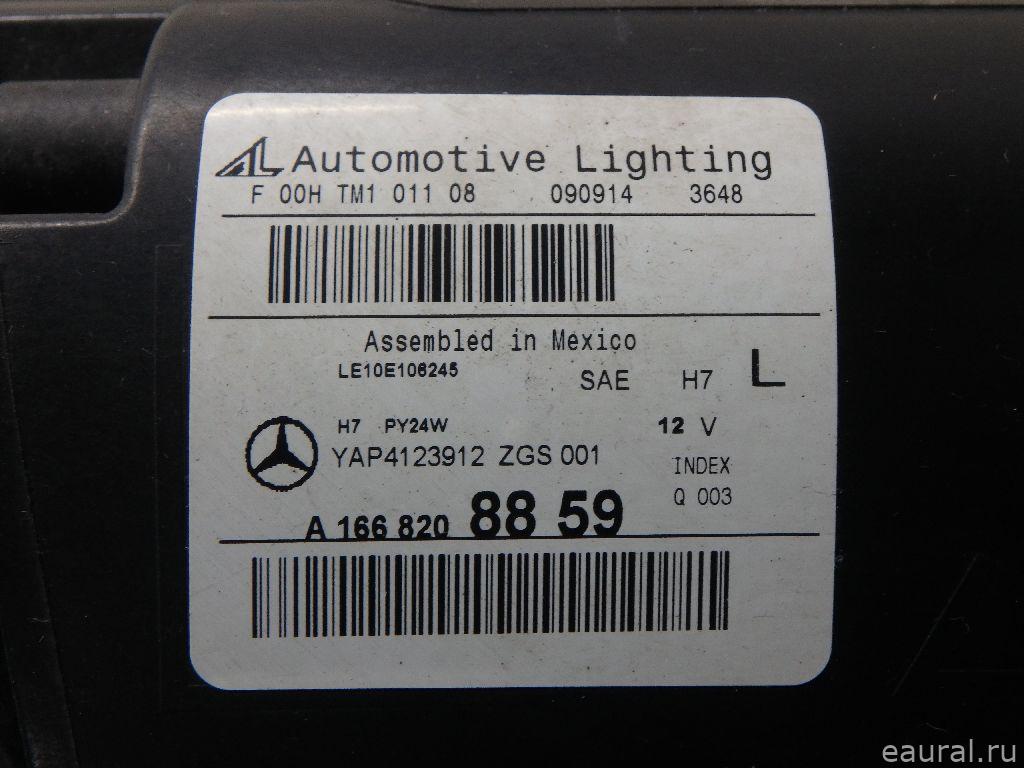 AL Automotive Lighting
F 00H TM1 011 08 090914 3648
Assembled in Mexico
LE10E106245
SAE H7 L
H7 PY24W 12 V
YAP4123912 ZGS 001 INDEX
Q 003
A 166 820 88 59
eaural.ru